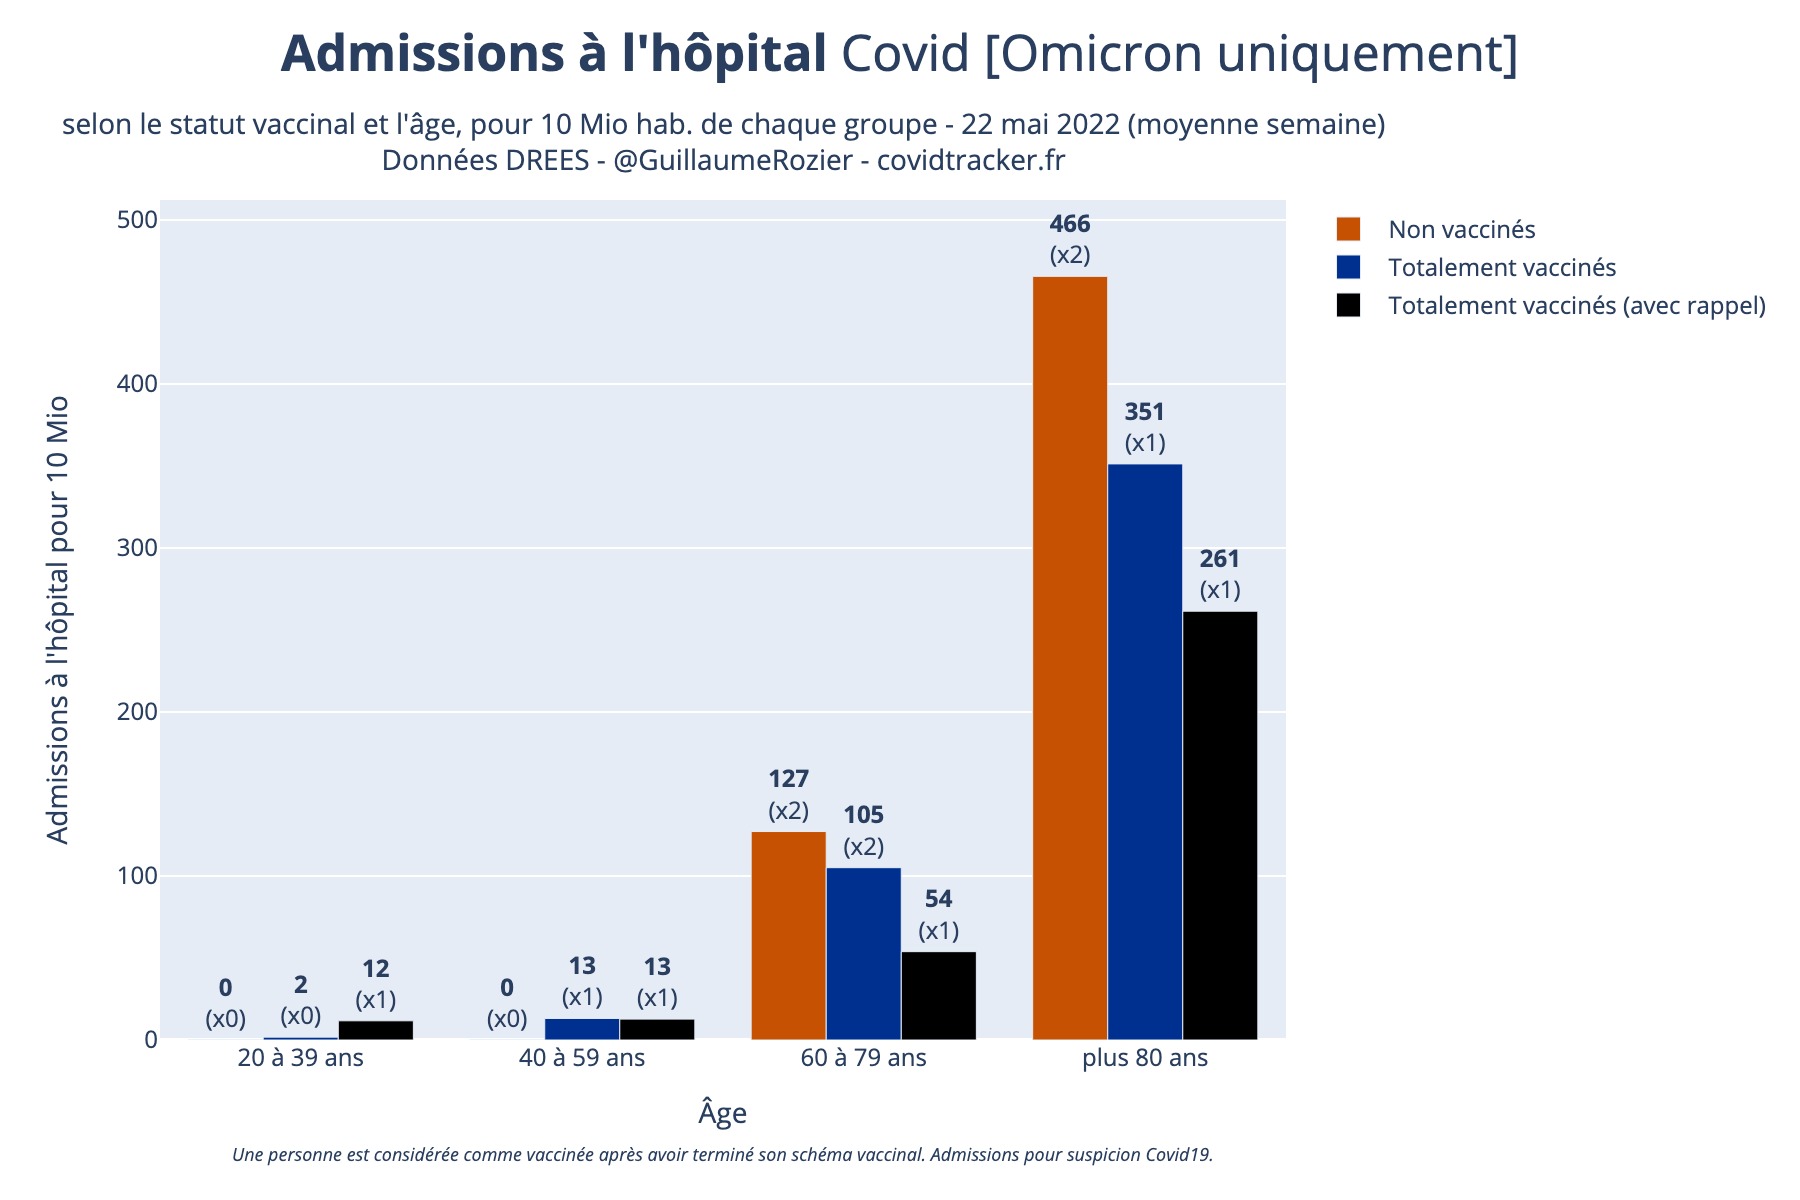 Admissions à l'hôpital Covid [Omicron uniquement]
selon le statut vaccinal et l'âge, pour 10 Mio hab. de chaque groupe - 22 mai 2022 (moyenne semaine)
Données DREES - @GuillaumeRozier - covidtracker.fr
Non vaccinés
Totalement vaccinés
Totalement vaccinés (avec rappel)
Admissions à l'hôpital pour 10 Mio
500
400
300
200
100
0
0
(x0)
2
(x0)
12
(x1)
0
(x0)
13
(x1)
13
(x1)
127
(x2)
105
(x2)
54
(x1)
466
(x2)
351
(x1)
261
(x1)
20 à 39 ans
40 à 59 ans
60 à 79 ans
plus 80 ans
Âge
Une personne est considérée comme vaccinée après avoir terminé son schéma vaccinal. Admissions pour suspicion Covid19.